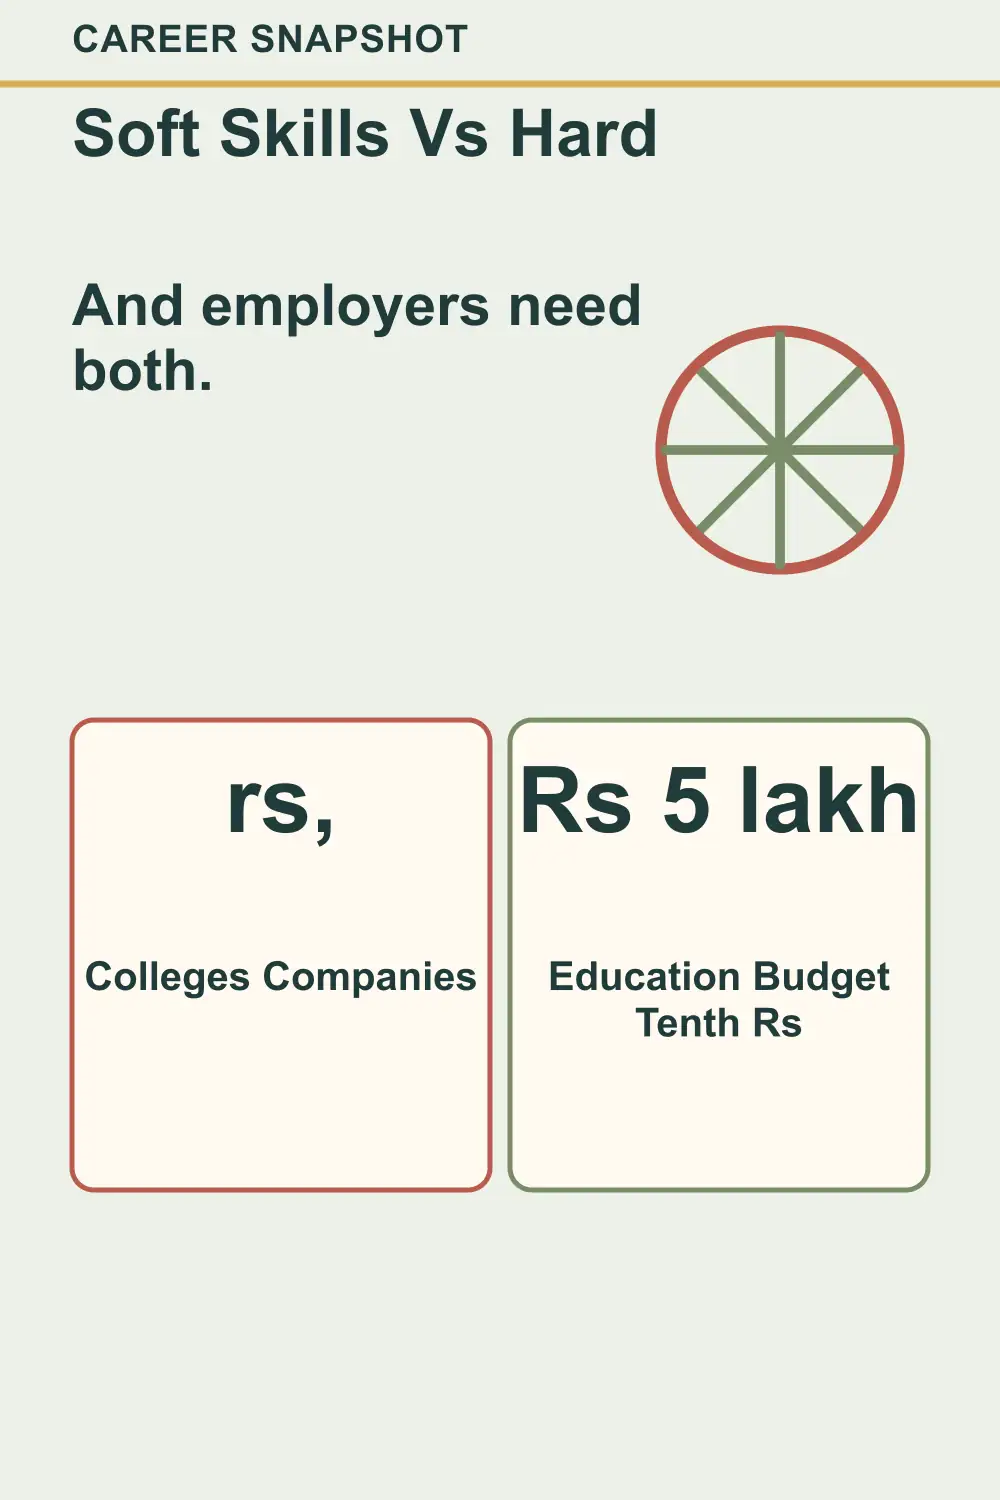 CAREER SNAPSHOT
Soft Skills Vs Hard
And employers need
both.
rs,
Colleges Companies
Rs 5 lakh
Education Budget
Tenth Rs